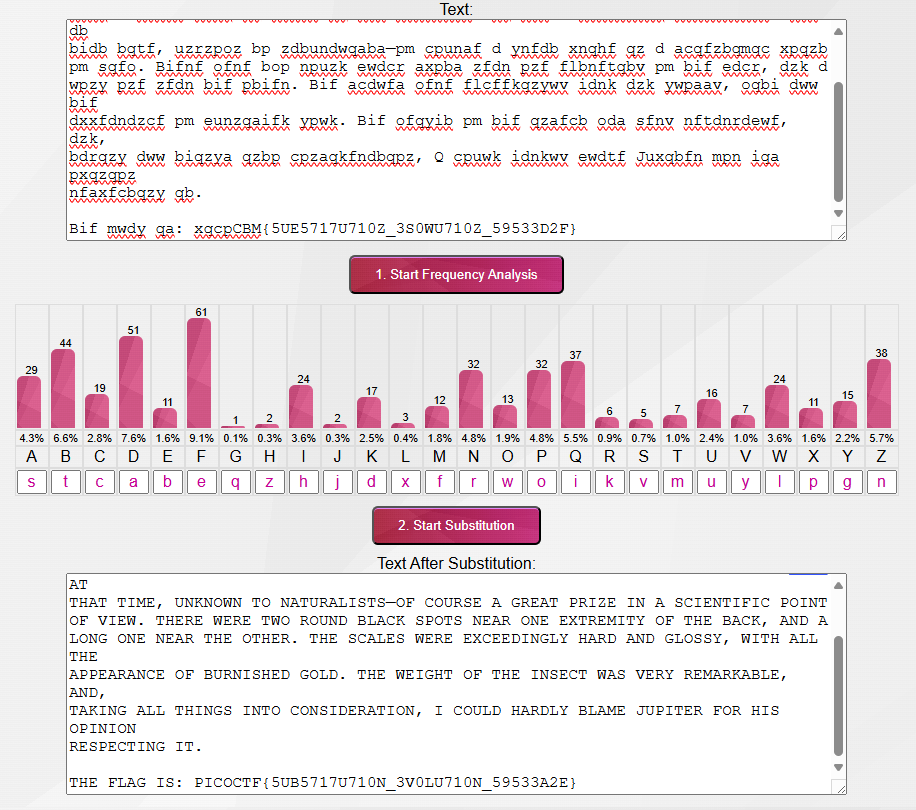 Text:
db
bidb bqtf, uzrzpoz bp zdbundwqaba—pm cpunaf d ynfdb xnqhf qz d acqfzbqmqc xpqzb
pm sqfo. Bifnf ofnf bop npuzk ewdcr axpba zfdn pzf flbnftqbv pm bif edcr, dzk d
wpzy pzf zfdn bif pbifn. Bif acdwfa ofnf flcffkqzywv idnk dzk ywpaav, oqbi dww
bif
dxxfdndzcf pm eunzqaifk ypwk. Bif ofqyib pm bif qzafcb oda sfnv nftdnrdewf,
dzk,
bdrqzy dww biqzya qzbp cpzaqkfndbqpz, Q cpuwk idnkwv ewdtf Juxqbfn mpn iqa
pxqzqpz
nfaxfcbqzy qb.
Bif mwdy qa: xqcpCBM{5UE5717U710Z_3S0WU710Z_59533D2F}
1. Start Frequency Analysis
29 44 19 51 11 61 1 2 24 2 17 3 12 32 13 32 37 6 5 7 16 7 24 11 15 38
4.3% 6.6% 2.8% 7.6% 1.6% 9.1% 0.1% 0.3% 3.6% 0.3% 2.5% 0.4% 1.8% 4.8% 1.9% 4.8% 5.5% 0.9% 0.7% 1.0% 2.4% 1.0% 3.6% 1.6% 2.2% 5.7%
A B C D E F G H I J K L M N O P Q R S T U V W X Y Z
s t c a b e q z h j d x f r w o i k v m u y l p g n
2. Start Substitution
Text After Substitution:
AT
THAT TIME, UNKNOWN TO NATURALISTS—OF COURSE A GREAT PRIZE IN A SCIENTIFIC POINT
OF VIEW. THERE WERE TWO ROUND BLACK SPOTS NEAR ONE EXTREMITY OF THE BACK, AND A
LONG ONE NEAR THE OTHER. THE SCALES WERE EXCEEDINGLY HARD AND GLOSSY, WITH ALL
THE
APPEARANCE OF BURNISHED GOLD. THE WEIGHT OF THE INSECT WAS VERY REMARKABLE,
AND,
TAKING ALL THINGS INTO CONSIDERATION, I COULD HARDLY BLAME JUPITER FOR HIS
OPINION
RESPECTING IT.
THE FLAG IS: PICOCTF{5UB5717U710N_3V0LU710N_59533A2E}